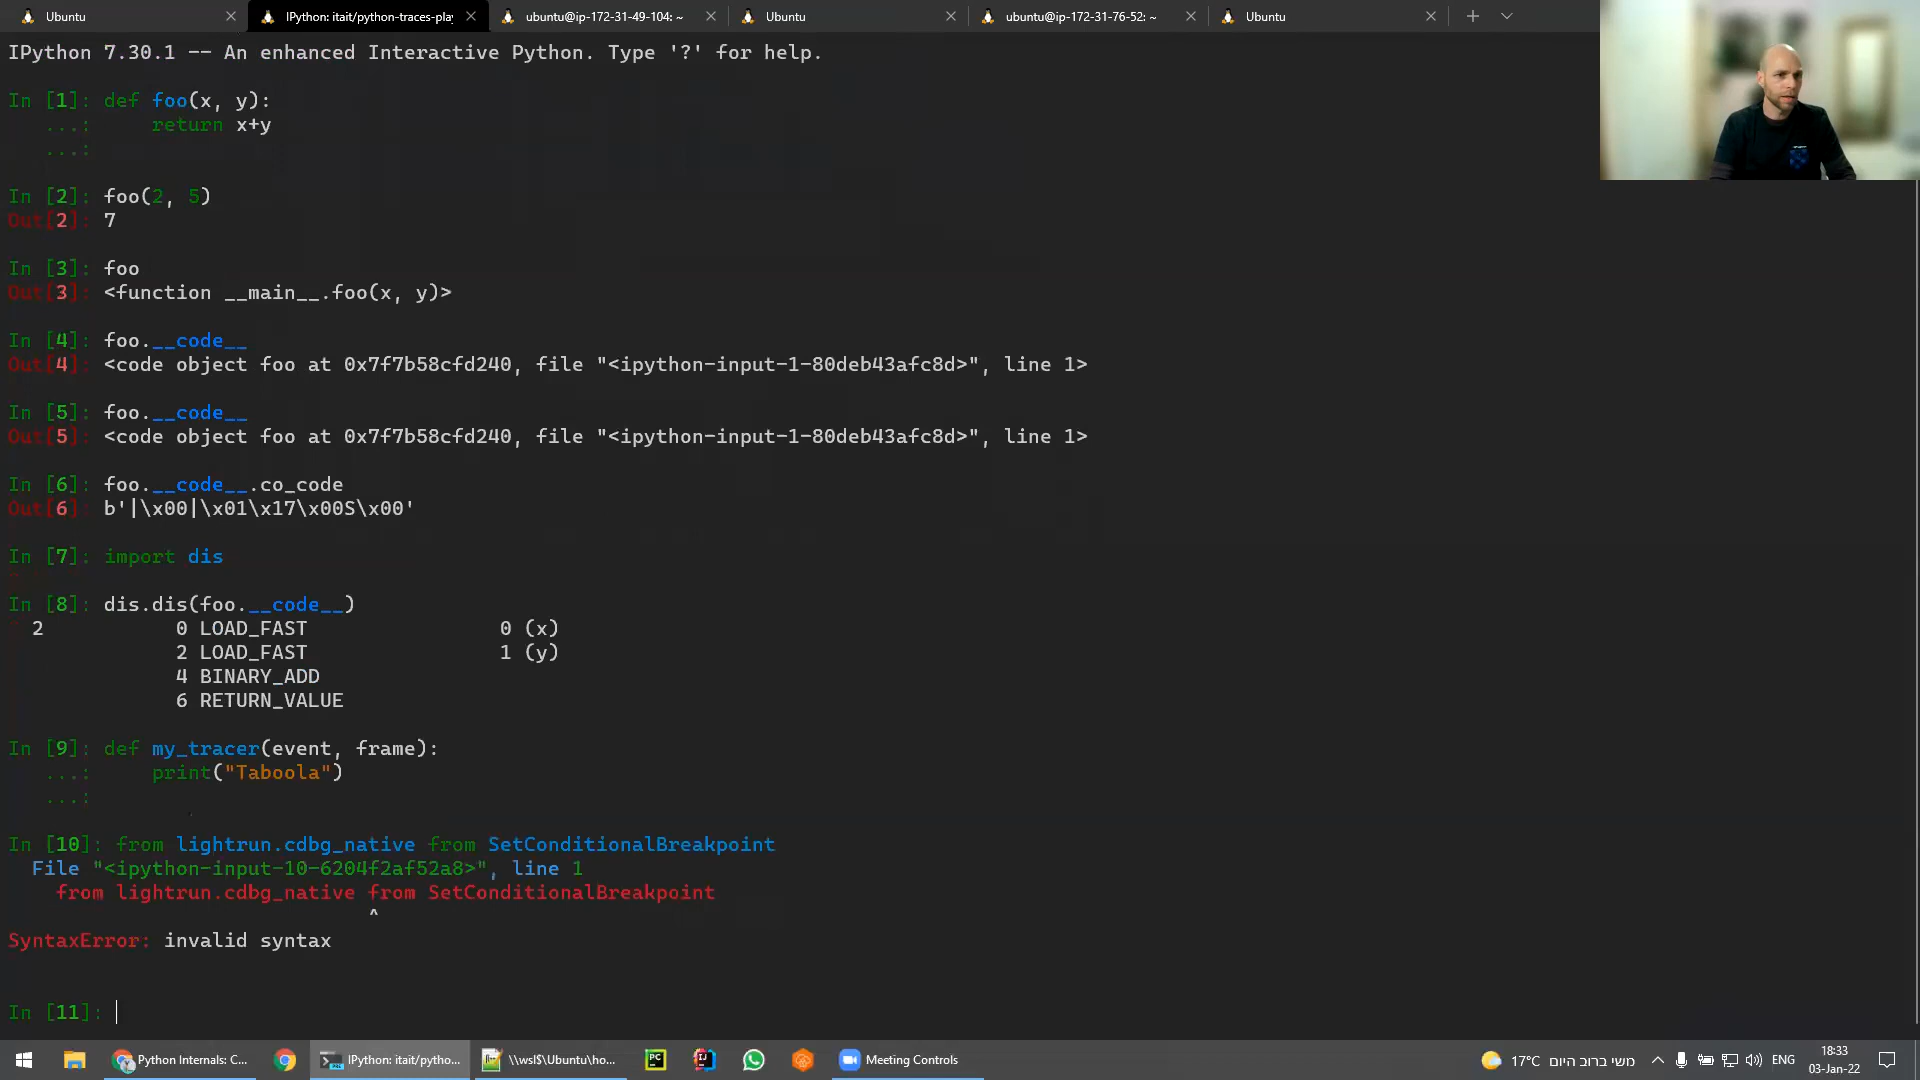 Ubuntu
IPython: itait/python-traces-play
ubuntu@ip-172-31-49-104: ~
Ubuntu
ubuntu@ip-172-31-76-52: ~
Ubuntu
IPython 7.30.1 -- An enhanced Interactive Python. Type '?' for help.
In [1]: def foo(x, y):
...:     return x+y
...:
In [2]: foo(2, 5)
Out[2]: 7
In [3]: foo
Out[3]: <function __main__.foo(x, y)>
In [4]: foo.__code__
Out[4]: <code object foo at 0x7f7b58cfd240, file "<ipython-input-1-80deb43afc8d>", line 1>
In [5]: foo.__code__
Out[5]: <code object foo at 0x7f7b58cfd240, file "<ipython-input-1-80deb43afc8d>", line 1>
In [6]: foo.__code__.co_code
Out[6]: b'|\x00|\x01\x17\x00S\x00'
In [7]: import dis
In [8]: dis.dis(foo.__code__)
2 0 LOAD_FAST 0 (x)
2 LOAD_FAST 1 (y)
4 BINARY_ADD
6 RETURN_VALUE
In [9]: def my_tracer(event, frame):
...:     print("Taboola")
...:
In [10]: from lightrun.cdbg_native from SetConditionalBreakpoint
File "<ipython-input-10-6204f2af52a8>", line 1
from lightrun.cdbg_native from SetConditionalBreakpoint
^
SyntaxError: invalid syntax
In [11]:
Python Internals: C...
IPython: itait/pytho...
\\wsl$\Ubuntu\ho...
Meeting Controls
17°C משי ברוב היום
ENG
18:33
03-Jan-22